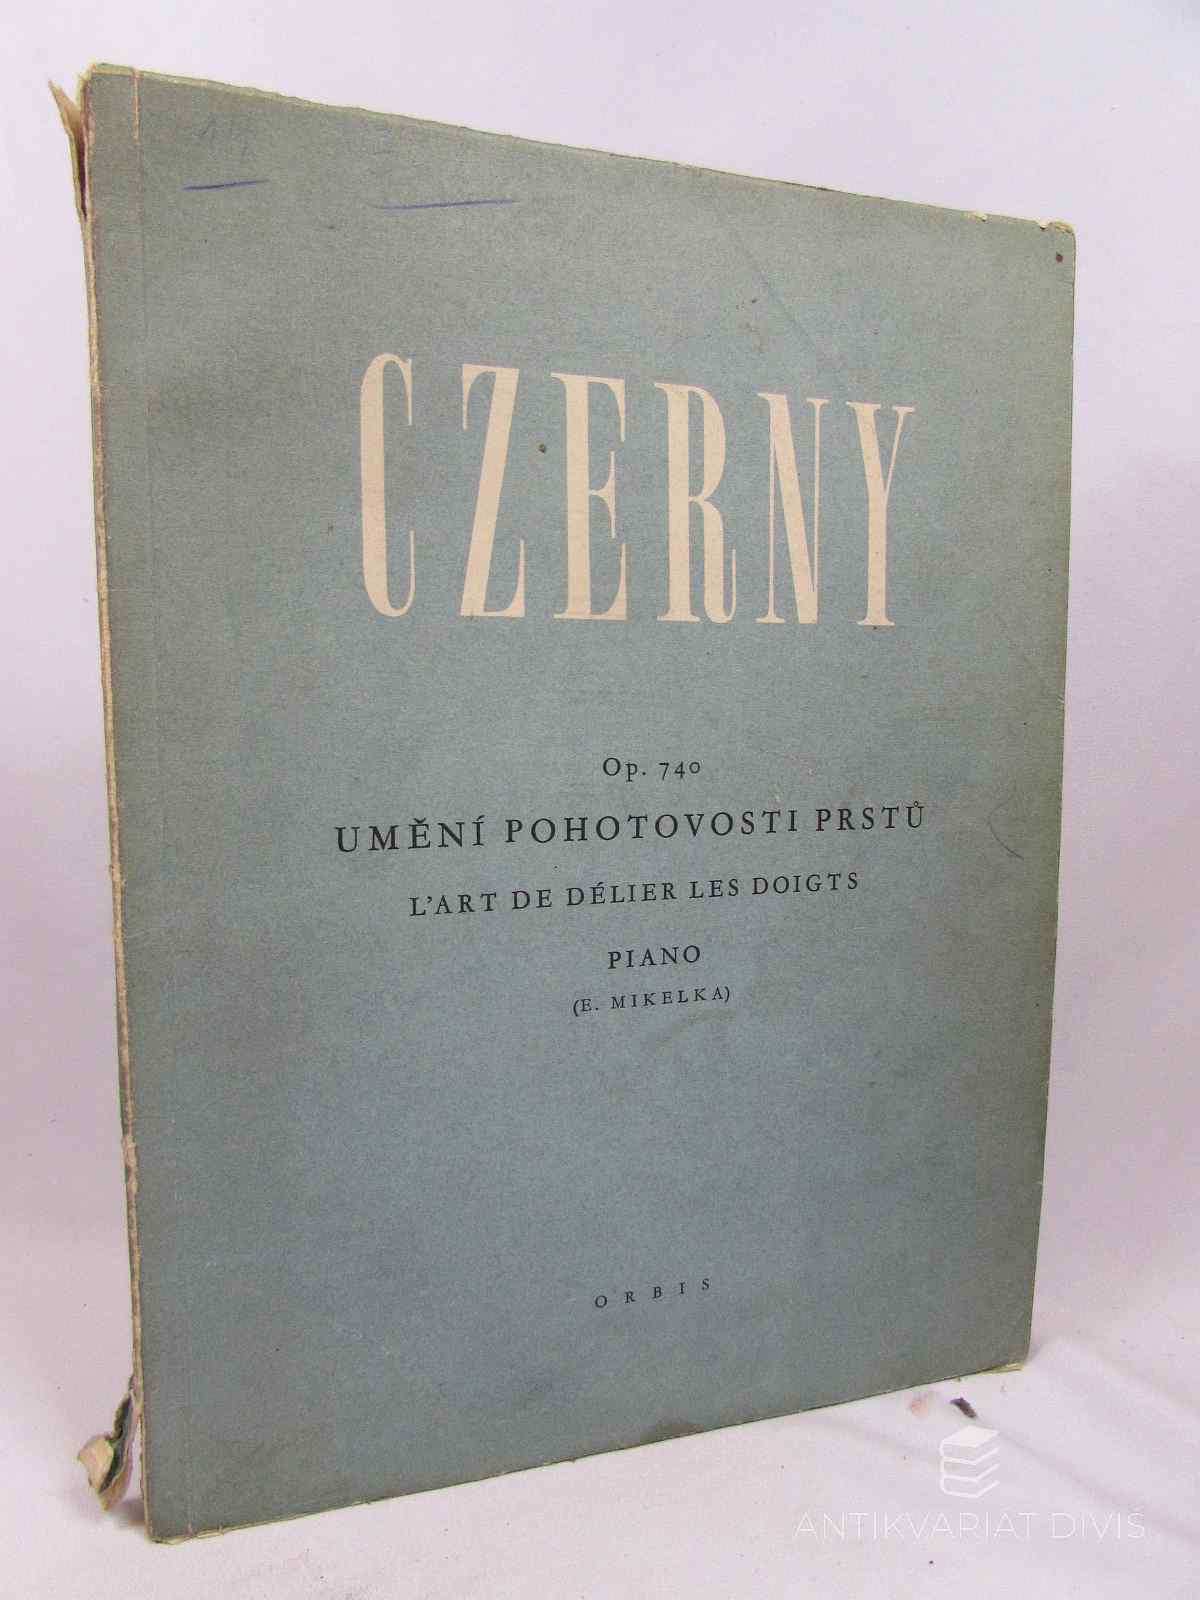 CZERNY
Op. 740
UMĚNÍ POHOTOVOSTI PRSTŮ
L'ART DE DÉLIER LES DOIGTS
PIANO
(E. MIKELKA)
ORBIS
ANTIKVARIÁT DIVIŠ